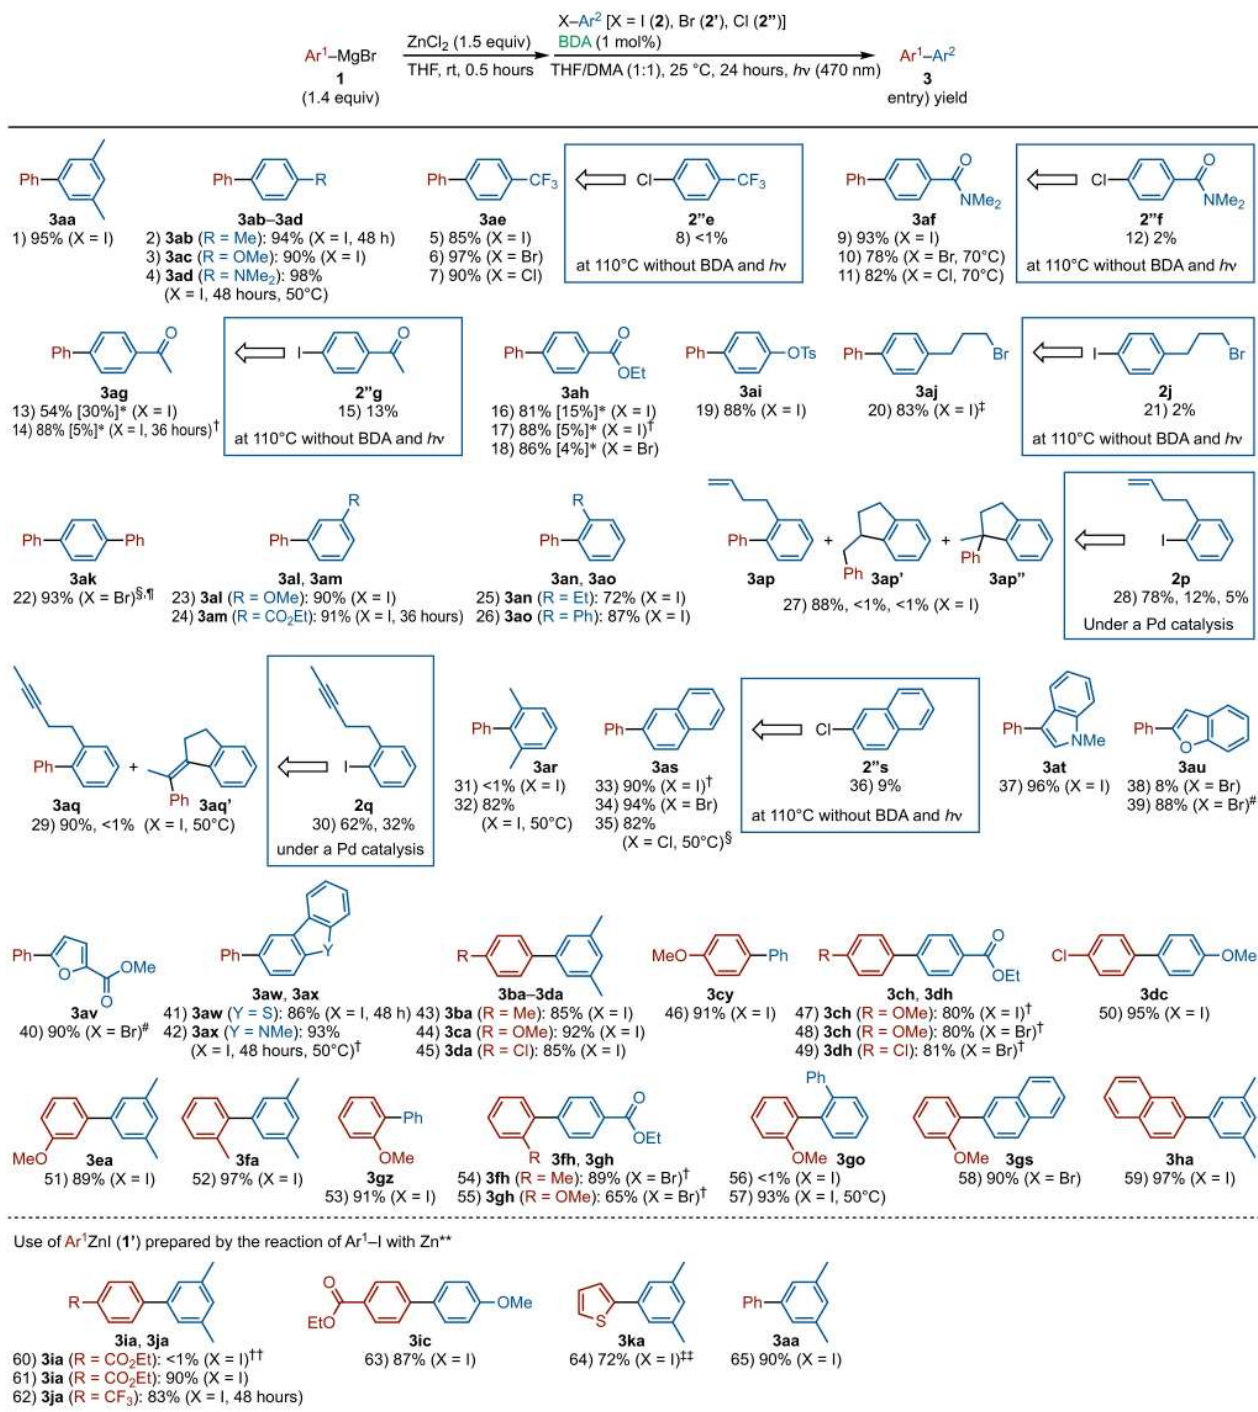 X–Ar² [X = I (2), Br (2'), Cl (2'')]
Ar¹–MgBr
1
(1.4 equiv)
ZnCl₂ (1.5 equiv)
THF, rt, 0.5 hours
BDA (1 mol%)
THF/DMA (1:1), 25 °C, 24 hours, hν (470 nm)
Ar¹–Ar²
3
entry) yield
Ph
3aa
1) 95% (X = I)
Ph R
3ab–3ad
2) 3ab (R = Me): 94% (X = I, 48 h)
3) 3ac (R = OMe): 90% (X = I)
4) 3ad (R = NMe₂): 98%
(X = I, 48 hours, 50°C)
Ph CF₃
3ae
5) 85% (X = I)
6) 97% (X = Br)
7) 90% (X = Cl)
Cl CF₃
2''e
8) <1%
at 110°C without BDA and hν
Ph O NMe₂
3af
9) 93% (X = I)
10) 78% (X = Br, 70°C)
11) 82% (X = Cl, 70°C)
Cl O NMe₂
2''f
12) 2%
at 110°C without BDA and hν
Ph O
3ag
13) 54% [30%]* (X = I)
14) 88% [5%]* (X = I, 36 hours)†
I O
2''g
15) 13%
at 110°C without BDA and hν
Ph O OEt
3ah
16) 81% [15%]* (X = I)
17) 88% [5%]* (X = I)†
18) 86% [4%]* (X = Br)
Ph OTs
3ai
19) 88% (X = I)
Ph Br
3aj
20) 83% (X = I)‡
I Br
2j
21) 2%
at 110°C without BDA and hν
Ph Ph
3ak
22) 93% (X = Br)§,¶
R
Ph
3al, 3am
23) 3al (R = OMe): 90% (X = I)
24) 3am (R = CO₂Et): 91% (X = I, 36 hours)
R
Ph
3an, 3ao
25) 3an (R = Et): 72% (X = I)
26) 3ao (R = Ph): 87% (X = I)
Ph + Ph + Ph
3ap 3ap' 3ap''
27) 88%, <1%, <1% (X = I)
I
2p
28) 78%, 12%, 5%
Under a Pd catalysis
Ph + Ph
3aq 3aq'
29) 90%, <1% (X = I, 50°C)
I
2q
30) 62%, 32%
under a Pd catalysis
Ph
3ar
31) <1% (X = I)
32) 82%
(X = I, 50°C)
Ph
3as
33) 90% (X = I)†
34) 94% (X = Br)
35) 82%
(X = Cl, 50°C)§
Cl
2''s
36) 9%
at 110°C without BDA and hν
Ph NMe
3at
37) 96% (X = I)
Ph O
3au
38) 8% (X = Br)
39) 88% (X = Br)#
Ph O OMe
O
3av
40) 90% (X = Br)#
Ph Y
3aw, 3ax
41) 3aw (Y = S): 86% (X = I, 48 h)
42) 3ax (Y = NMe): 93%
(X = I, 48 hours, 50°C)†
R
3ba–3da
43) 3ba (R = Me): 85% (X = I)
44) 3ca (R = OMe): 92% (X = I)
45) 3da (R = Cl): 85% (X = I)
MeO Ph
3cy
46) 91% (X = I)
R O OEt
3ch, 3dh
47) 3ch (R = OMe): 80% (X = I)†
48) 3ch (R = OMe): 80% (X = Br)†
49) 3dh (R = Cl): 81% (X = Br)†
Cl OMe
3dc
50) 95% (X = I)
MeO
3ea
51) 89% (X = I)
3fa
52) 97% (X = I)
Ph
OMe
3gz
53) 91% (X = I)
O OEt
R
3fh, 3gh
54) 3fh (R = Me): 89% (X = Br)†
55) 3gh (R = OMe): 65% (X = Br)†
Ph
OMe
3go
56) <1% (X = I)
57) 93% (X = I, 50°C)
OMe
3gs
58) 90% (X = Br)
3ha
59) 97% (X = I)
Use of Ar¹ZnI (1') prepared by the reaction of Ar¹–I with Zn**
R
3ia, 3ja
60) 3ia (R = CO₂Et): <1% (X = I)††
61) 3ia (R = CO₂Et): 90% (X = I)
62) 3ja (R = CF₃): 83% (X = I, 48 hours)
O EtO OMe
3ic
63) 87% (X = I)
S
3ka
64) 72% (X = I)‡‡
Ph
3aa
65) 90% (X = I)